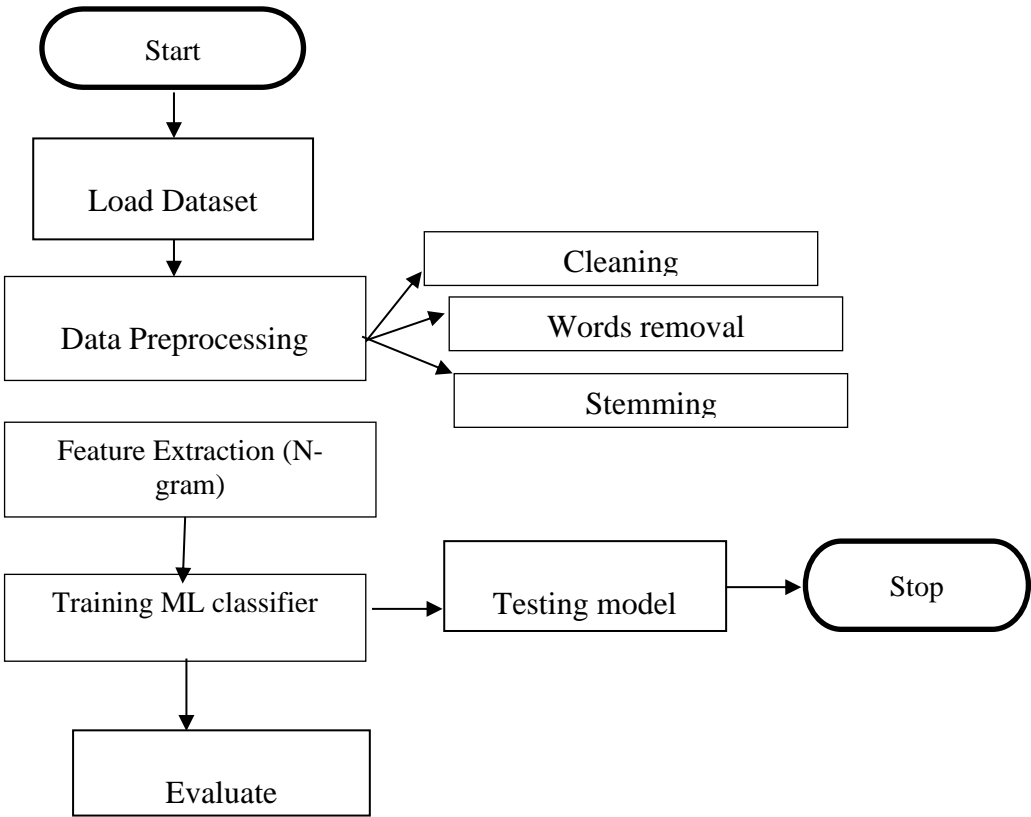 Start
Load Dataset
Cleaning
Data Preprocessing
Words removal
Stemming
Feature Extraction (N-
gram)
Training ML classifier
Testing model
Stop
Evaluate